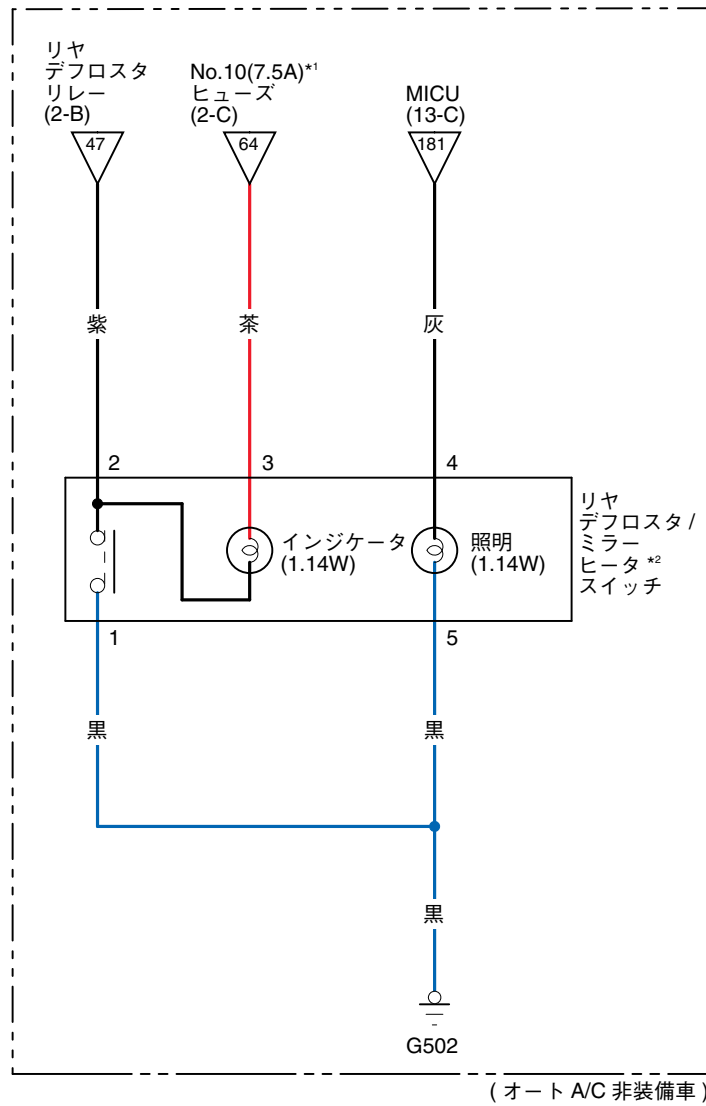 リヤ
デフロスタ
リレー
(2-B)
47
No.10(7.5A)*1
ヒューズ
(2-C)
64
MICU
(13-C)
181
紫
茶
灰
2
3
4
インジケータ
(1.14W)
照明
(1.14W)
リヤ
デフロスタ /
ミラー
ヒータ *2
スイッチ
1
5
黒
黒
黒
G502
( オート A/C 非装備車 )